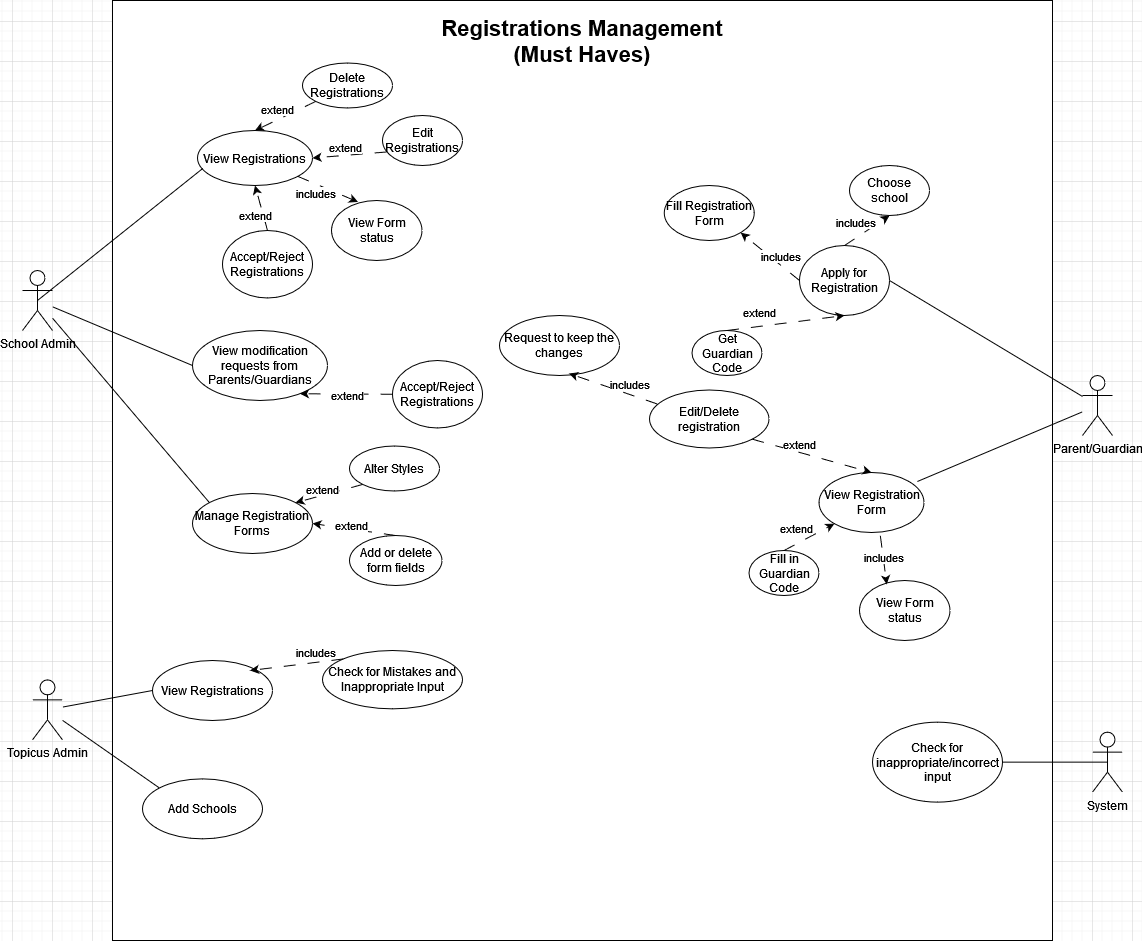 Registrations Management
(Must Haves)
Delete
Registrations
extend
Edit
Registrations
extend
View Registrations
includes
View Form
status
extend
Accept/Reject
Registrations
School Admin
View modification
requests from
Parents/Guardians
extend
Accept/Reject
Registrations
Alter Styles
extend
Manage Registration
Forms
extend
Add or delete
form fields
Choose
school
includes
Fill Registration
Form
includes
Apply for
Registration
extend
Get
Guardian
Code
Request to keep the
changes
includes
Edit/Delete
registration
extend
Parent/Guardian
View Registration
Form
extend
Fill in
Guardian
Code
includes
View Form
status
includes
View Registrations
Check for Mistakes and
Inappropriate Input
Topicus Admin
Add Schools
Check for
inappropriate/incorrect
input
System